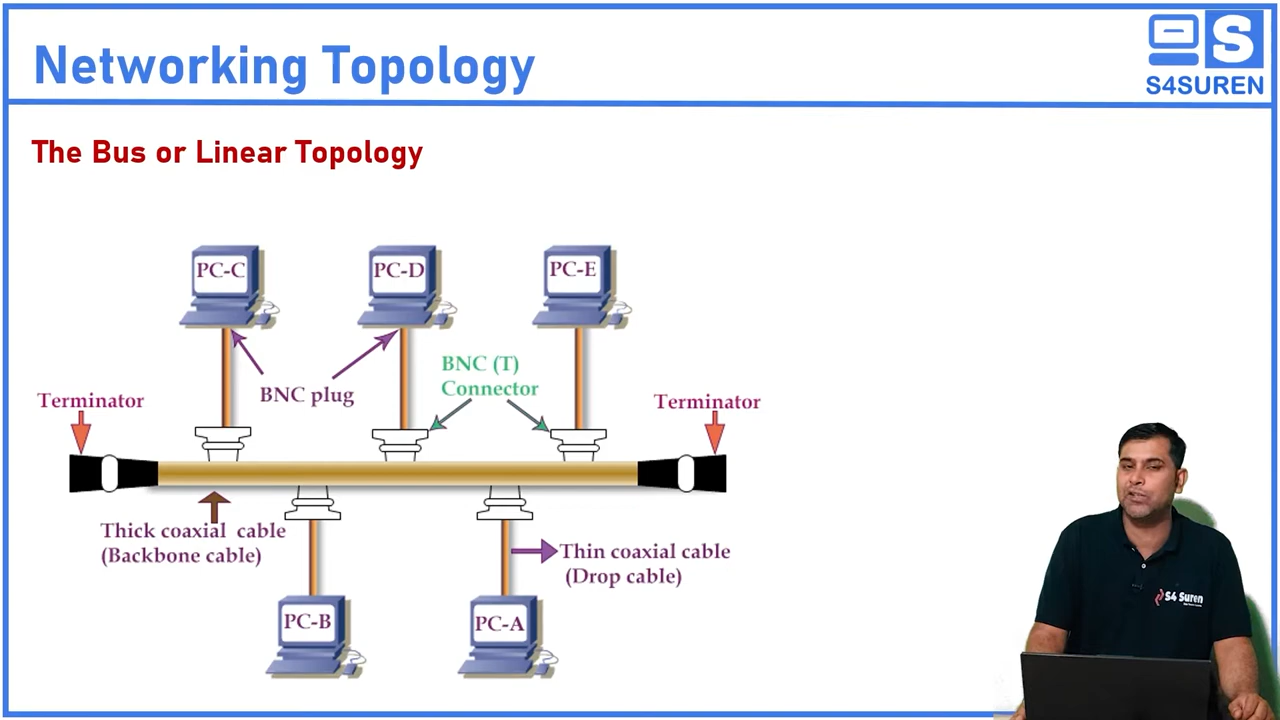 Networking Topology
S
S4SUREN
The Bus or Linear Topology
PC-C
PC-D
PC-E
BNC (T)
Connector
BNC plug
Terminator
Terminator
Thick coaxial cable
(Backbone cable)
Thin coaxial cable
(Drop cable)
PC-B
PC-A
S4 Suren